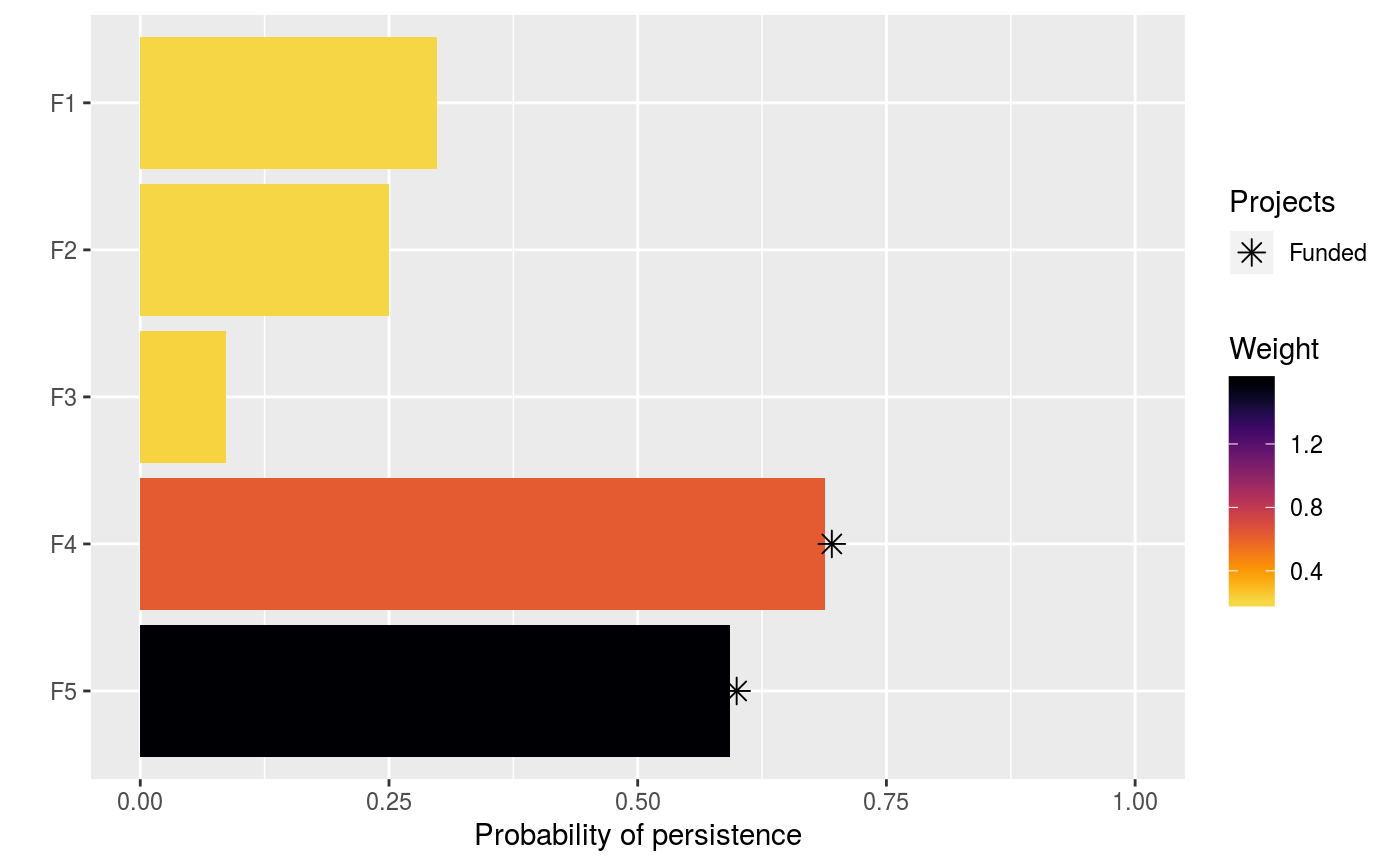 F1
F2
F3
F4
F5
0.00 0.25 0.50 0.75 1.00
Probability of persistence
Projects
Funded
Weight
1.2
0.8
0.4